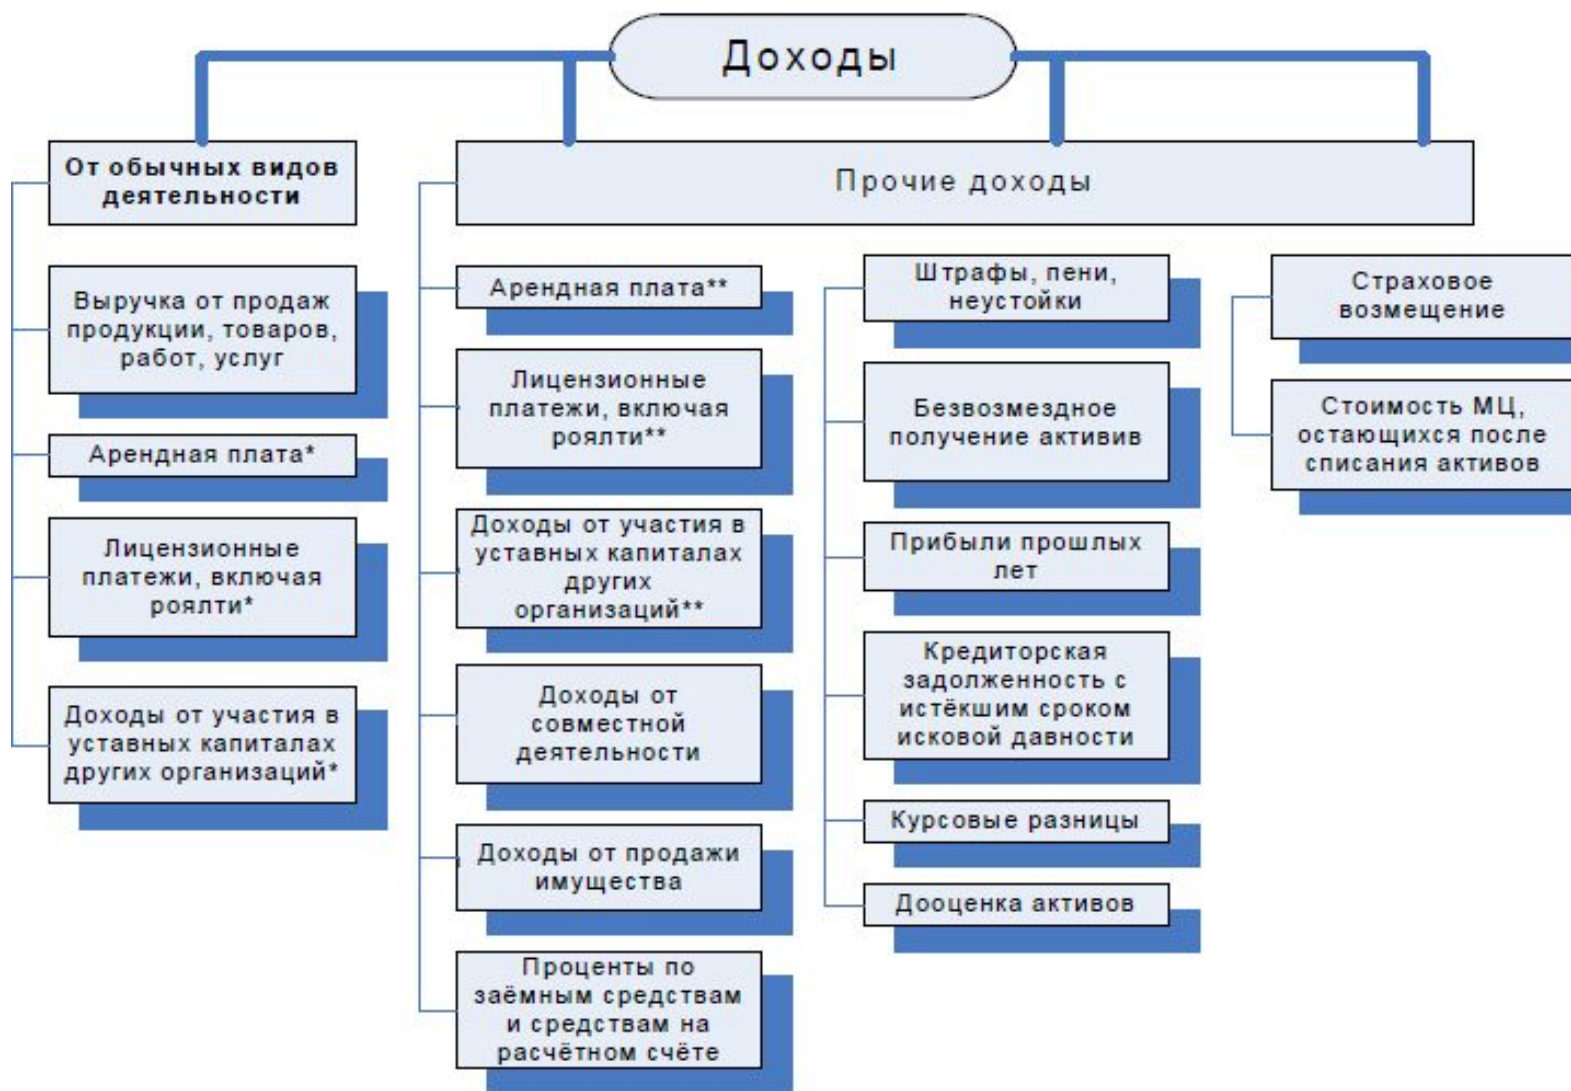 Доходы
От обычных видов
деятельности
Выручка от продаж
продукции, товаров,
работ, услуг
Арендная плата*
Лицензионные
платежи, включая
роялти*
Доходы от участия в
уставных капиталах
других организаций*
Прочие доходы
Арендная плата**
Лицензионные
платежи, включая
роялти**
Доходы от участия в
уставных капиталах
других
организаций**
Доходы от
совместной
деятельности
Доходы от продажи
имущества
Проценты по
заёмным средствам
и средствам на
расчётном счёте
Штрафы, пени,
неустойки
Безвозмездное
получение активив
Прибыли прошлых
лет
Кредиторская
задолженность с
истёкшим сроком
исковой давности
Курсовые разницы
Дооценка активов
Страховое
возмещение
Стоимость МЦ,
остающихся после
списания активов